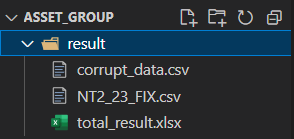 ASSET_GROUP
result
corrupt_data.csv
NT2_23_FIX.csv
total_result.xlsx